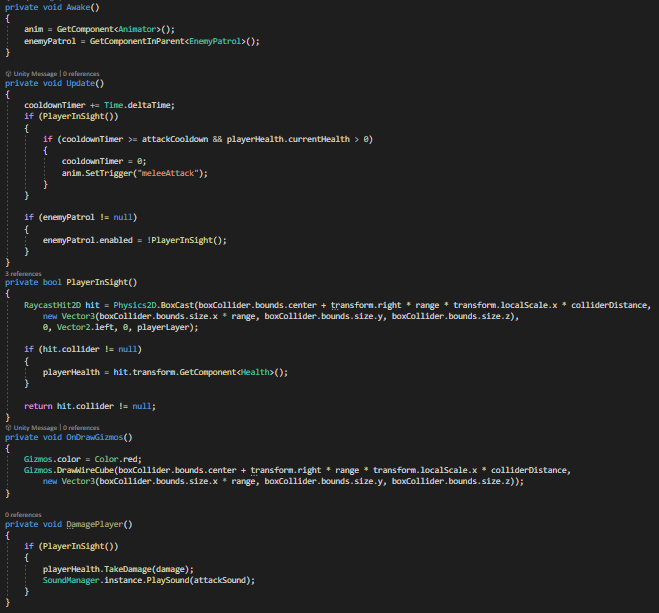 private void Awake()
{
anim = GetComponent<Animator>();
enemyPatrol = GetComponentInParent<EnemyPatrol>();
}
Unity Message | 0 references
private void Update()
{
cooldownTimer += Time.deltaTime;
if (PlayerInSight())
{
if (cooldownTimer >= attackCooldown && playerHealth.currentHealth > 0)
{
cooldownTimer = 0;
anim.SetTrigger("meleeAttack");
}
}
if (enemyPatrol != null)
{
enemyPatrol.enabled = !PlayerInSight();
}
}
3 references
private bool PlayerInSight()
{
RaycastHit2D hit = Physics2D.BoxCast(boxCollider.bounds.center + transform.right * range * transform.localScale.x * colliderDistance,
new Vector3(boxCollider.bounds.size.x * range, boxCollider.bounds.size.y, boxCollider.bounds.size.z),
0, Vector2.left, 0, playerLayer);
if (hit.collider != null)
{
playerHealth = hit.transform.GetComponent<Health>();
}
return hit.collider != null;
}
Unity Message | 0 references
private void OnDrawGizmos()
{
Gizmos.color = Color.red;
Gizmos.DrawWireCube(boxCollider.bounds.center + transform.right * range * transform.localScale.x * colliderDistance,
new Vector3(boxCollider.bounds.size.x * range, boxCollider.bounds.size.y, boxCollider.bounds.size.z));
}
0 references
private void DamagePlayer()
{
if (PlayerInSight())
{
playerHealth.TakeDamage(damage);
SoundManager.instance.PlaySound(attackSound);
}
}